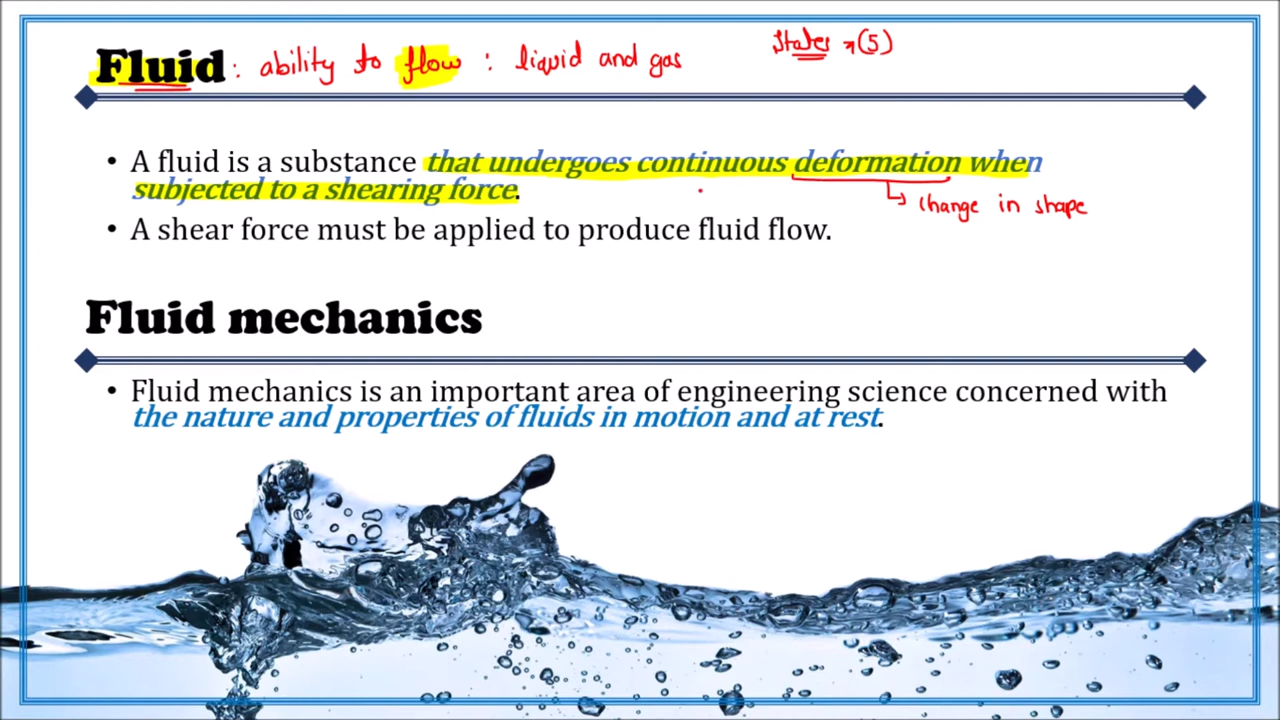 States → (5)
Fluid : ability to flow : liquid and gas
• A fluid is a substance that undergoes continuous deformation when
subjected to a shearing force.
↳ change in shape
• A shear force must be applied to produce fluid flow.
Fluid mechanics
• Fluid mechanics is an important area of engineering science concerned with
the nature and properties of fluids in motion and at rest.